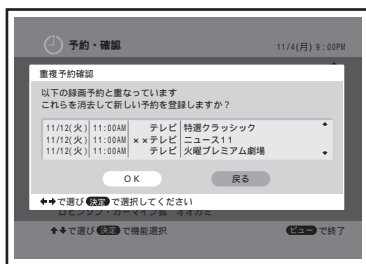 予約・確認 11/4(月) 9:00PM
重複予約確認
以下の録画予約と重なっています
これらを消去して新しい予約を登録しますか?
11/12(火) 11:00AM テレビ 特選クラッシック
11/12(火) 11:00AM ××テレビ ニュース11
11/12(火) 11:00AM テレビ 火曜プレミアム劇場
OK 戻る
で選び 決定 で選択してください
ロビンソン・カーマイン狐 オオカミ
で選び 決定 で機能選択 ビュー で終了